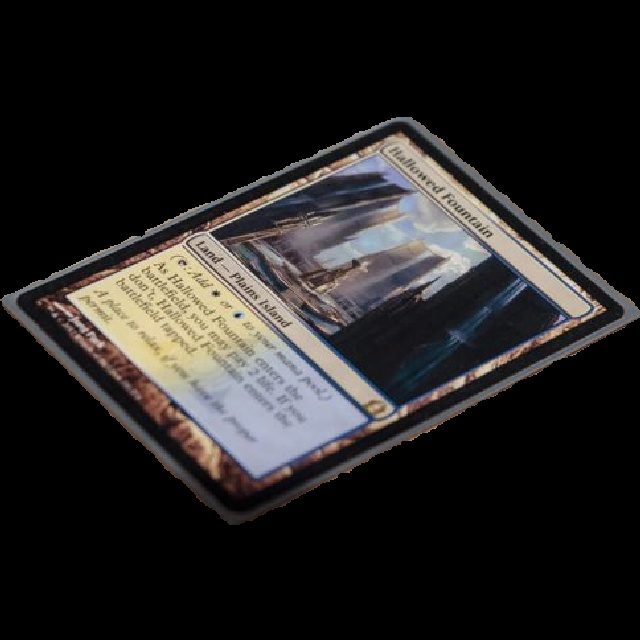 Hallowed Fountain
Land — Plains Island
(: Add or to your mana pool.)
As Hallowed Fountain enters the
battlefield, you may pay 2 life. If you
don't, Hallowed Fountain enters the
battlefield tapped.
A place to relax if you have the proper
permit.